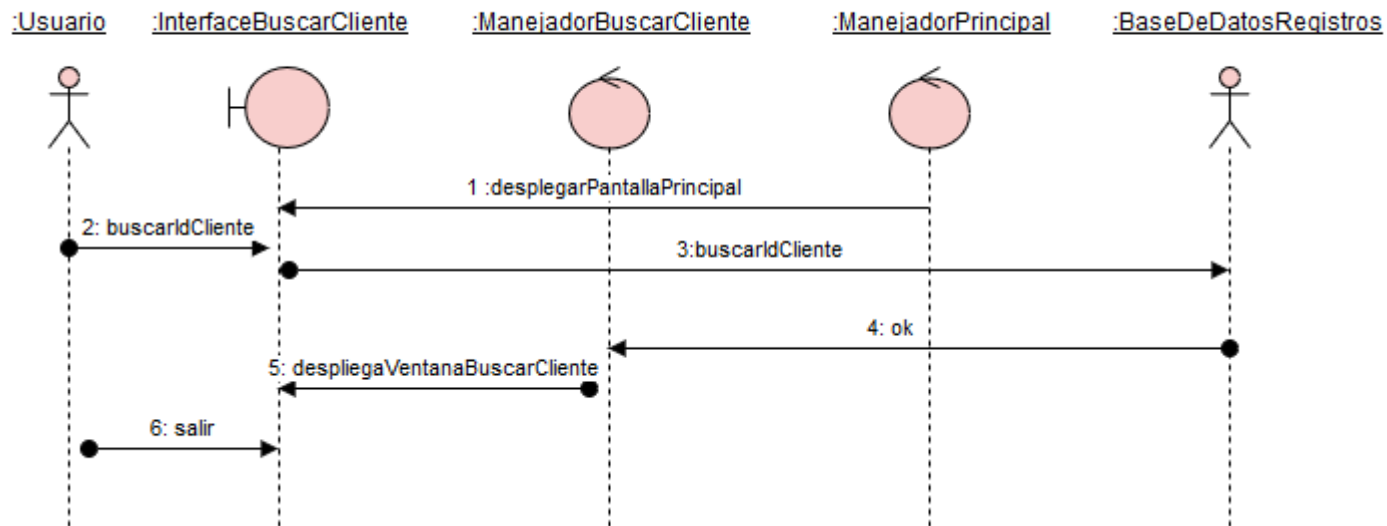 :Usuario
:InterfaceBuscarCliente
:ManejadorBuscarCliente
:ManejadorPrincipal
:BaseDeDatosRegistros
1 :desplegarPantallaPrincipal
2: buscarIdCliente
3:buscarIdCliente
4: ok
5: despliegaVentanaBuscarCliente
6: salir